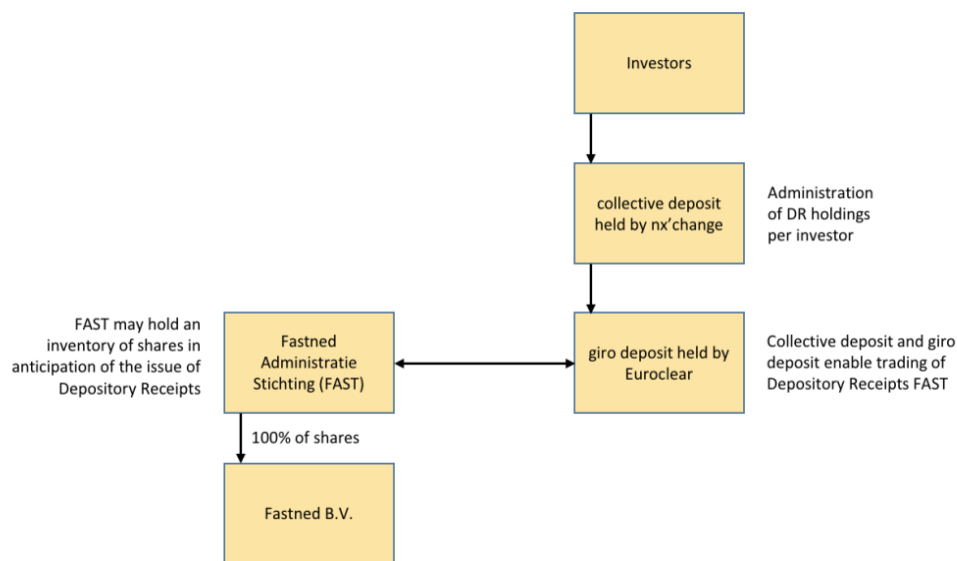 Investors
collective deposit
held by nx'change
Administration
of DR holdings
per investor
FAST may hold an
inventory of shares in
anticipation of the issue of
Depository Receipts
Fastned
Administratie
Stichting (FAST)
giro deposit held by
Euroclear
Collective deposit and giro
deposit enable trading of
Depository Receipts FAST
100% of shares
Fastned B.V.